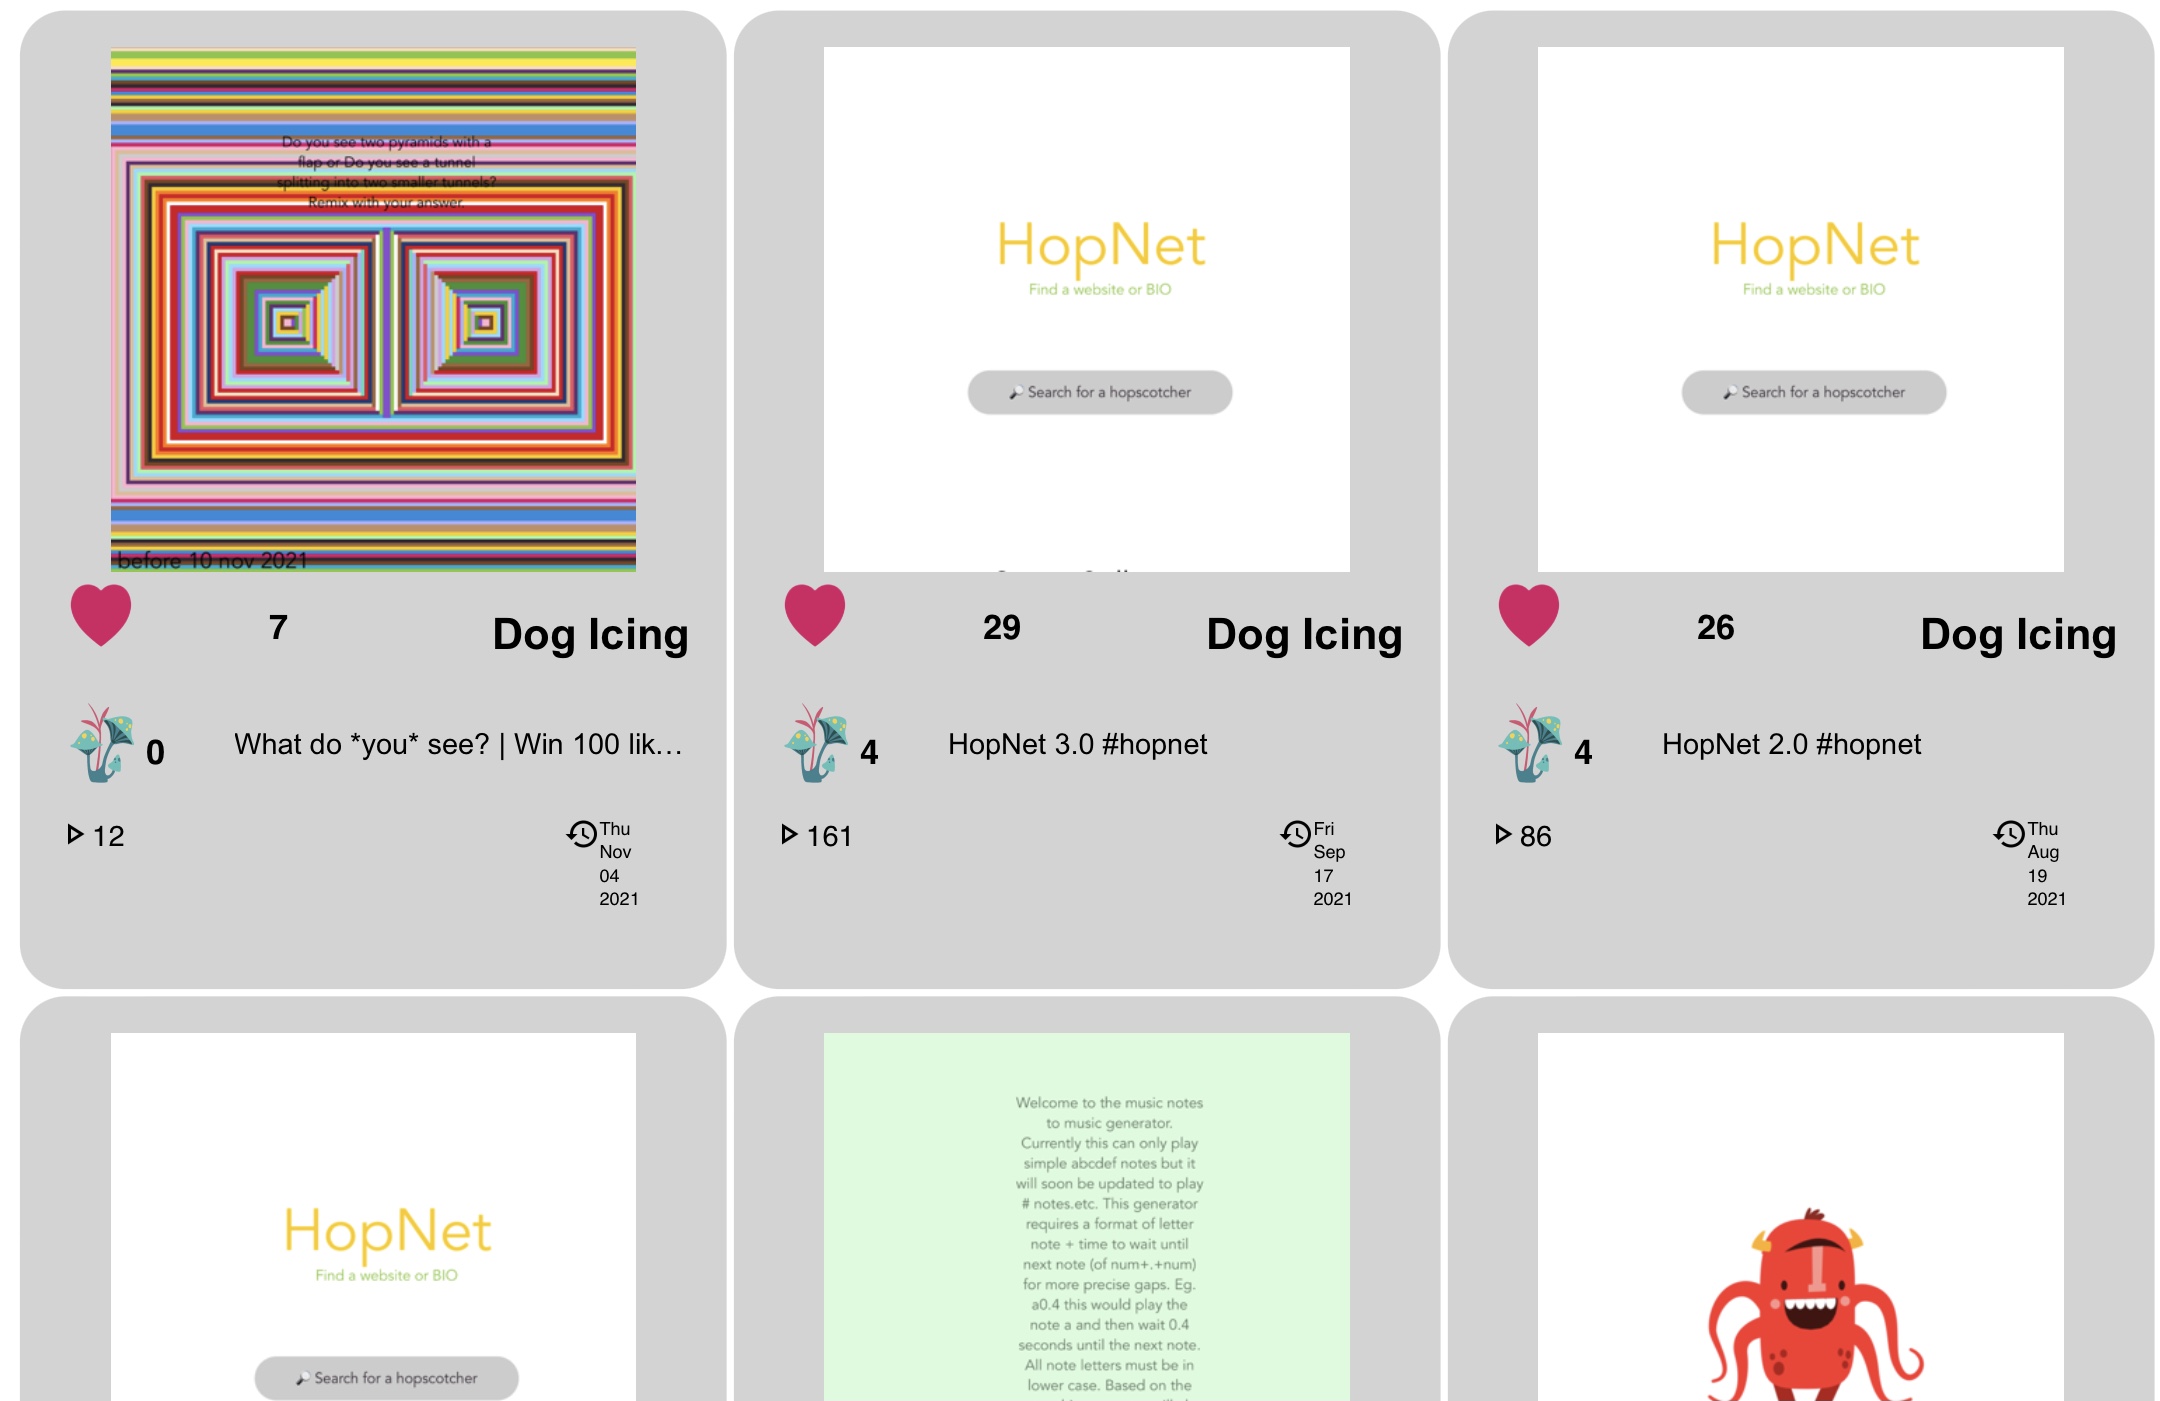 Do you see two pyramids with a
flap or Do you see a tunnel
splitting into two smaller tunnels?
Remix with your answer.
before 10 nov 2021
7
Dog Icing
0
What do *you* see? | Win 100 lik…
12
Thu
Nov
04
2021
HopNet
Find a website or BIO
🔎 Search for a hopscotcher
29
Dog Icing
4
HopNet 3.0 #hopnet
161
Fri
Sep
17
2021
HopNet
Find a website or BIO
🔎 Search for a hopscotcher
26
Dog Icing
4
HopNet 2.0 #hopnet
86
Thu
Aug
19
2021
HopNet
Find a website or BIO
🔎 Search for a hopscotcher
Welcome to the music notes
to music generator.
Currently this can only play
simple abcdef notes but it
will soon be updated to play
# notes.etc. This generator
requires a format of letter
note + time to wait until
next note (of num+.+num)
for more precise gaps. Eg.
a0.4 this would play the
note a and then wait 0.4
seconds until the next note.
All note letters must be in
lower case. Based on the